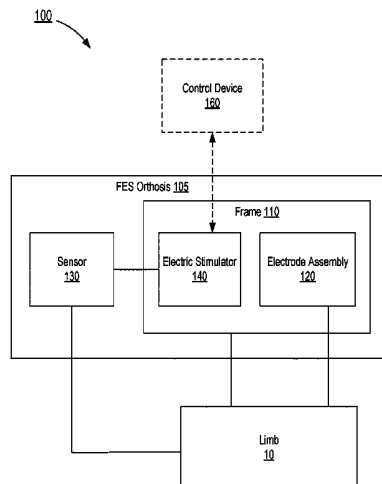 100
Control Device
160
FES Orthosis 105
Frame 110
Sensor
130
Electric Stimulator
140
Electrode Assembly
120
Limb
10